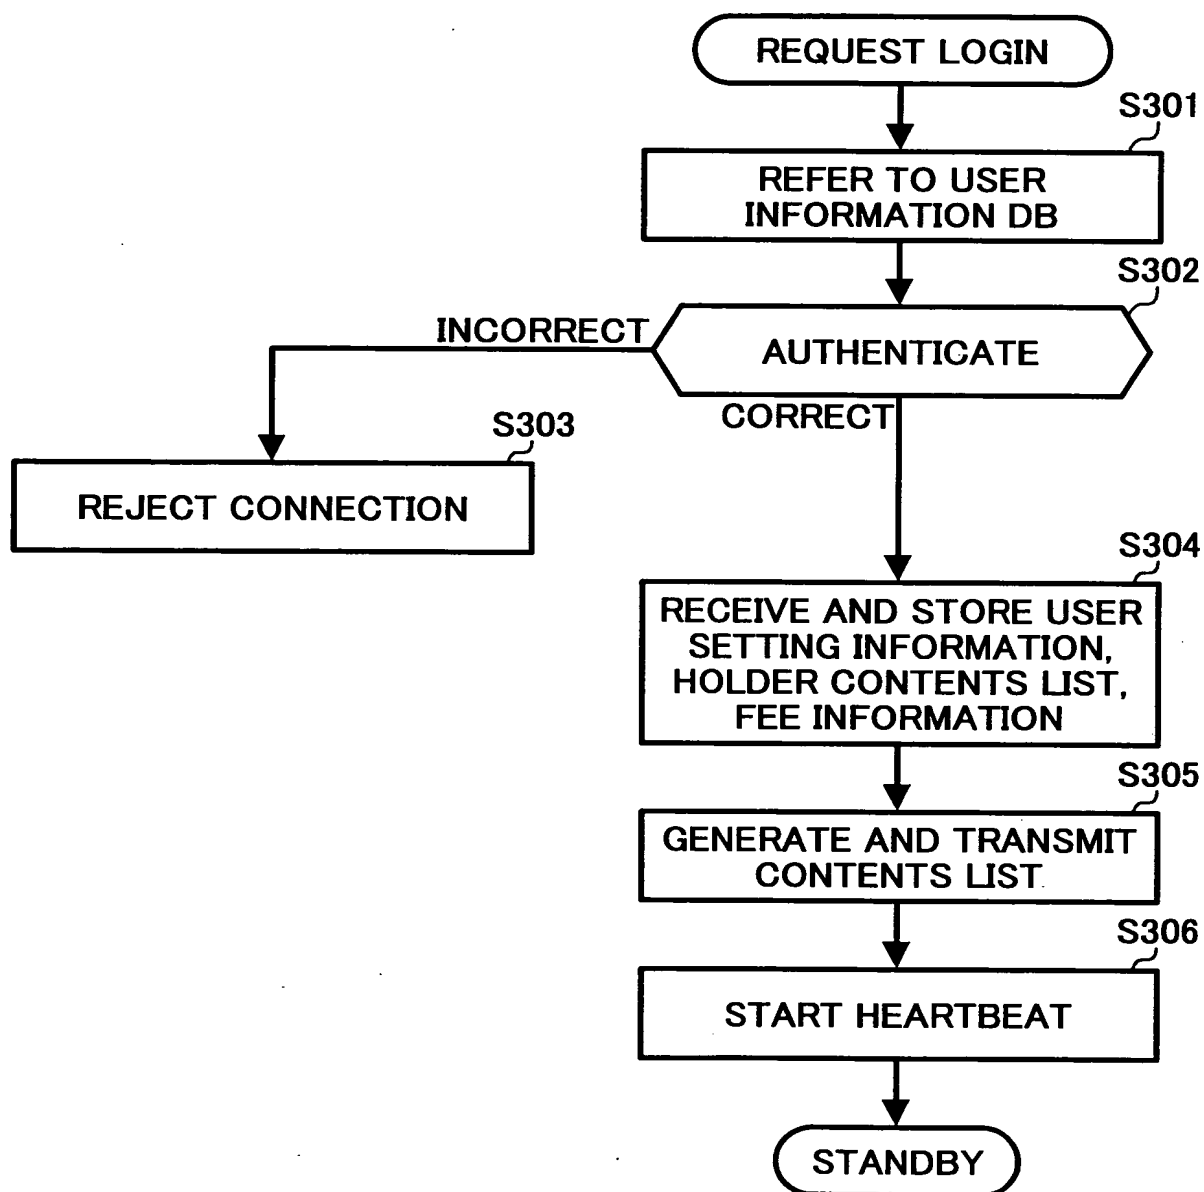 REQUEST LOGIN
S301
REFER TO USER
INFORMATION DB
S302
INCORRECT
AUTHENTICATE
CORRECT
S303
REJECT CONNECTION
S304
RECEIVE AND STORE USER
SETTING INFORMATION,
HOLDER CONTENTS LIST,
FEE INFORMATION
S305
GENERATE AND TRANSMIT
CONTENTS LIST
S306
START HEARTBEAT
STANDBY